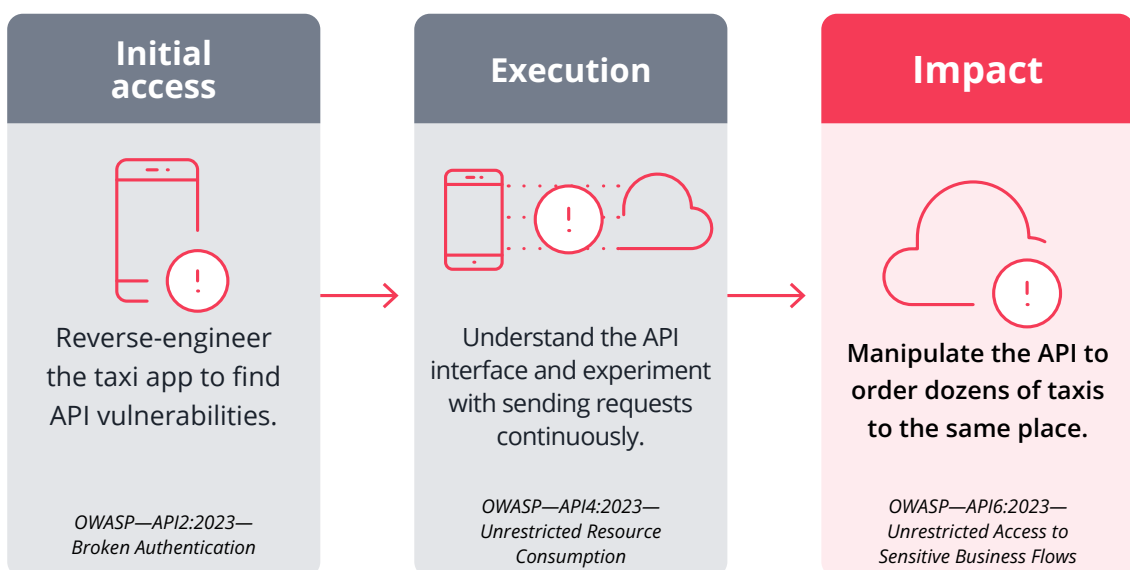 Initial
access
Reverse-engineer
the taxi app to find
API vulnerabilities.
OWASP—API2:2023—
Broken Authentication
Execution
Understand the API
interface and experiment
with sending requests
continuously.
OWASP—API4:2023—
Unrestricted Resource
Consumption
Impact
Manipulate the API to
order dozens of taxis
to the same place.
OWASP—API6:2023—
Unrestricted Access to
Sensitive Business Flows